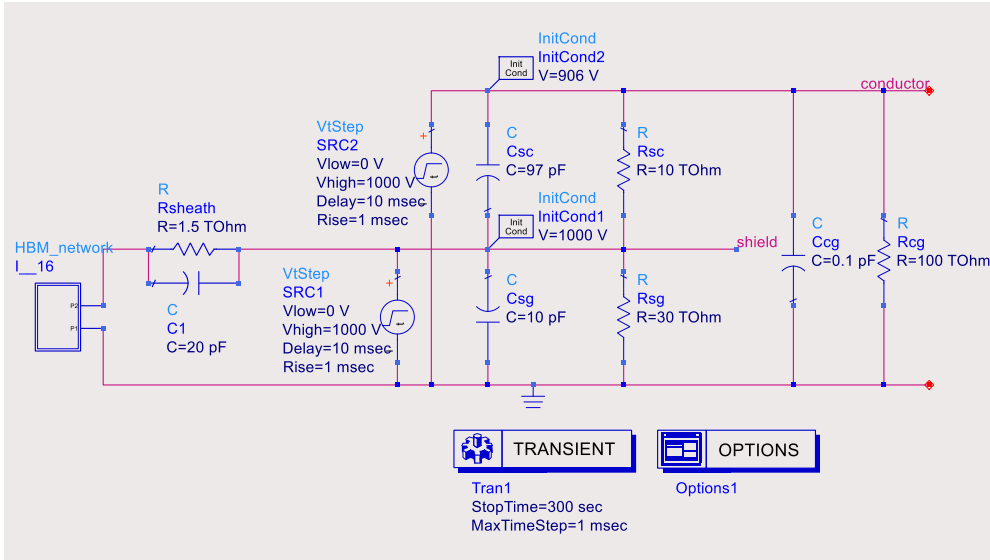 InitCond
InitCond2
V=906 V
Init
Cond
conductor
VtStep
SRC2
Vlow=0 V
Vhigh=1000 V
Delay=10 msec
Rise=1 msec
C
Csc
C=97 pF
R
Rsc
R=10 TOhm
InitCond
InitCond1
V=1000 V
Init
Cond
R
Rsheath
R=1.5 TOhm
HBM_network
I__16
P2
P1
C
C1
C=20 pF
VtStep
SRC1
Vlow=0 V
Vhigh=1000 V
Delay=10 msec
Rise=1 msec
C
Csg
C=10 pF
R
Rsg
R=30 TOhm
shield
C
Ccg
C=0.1 pF
R
Rcg
R=100 TOhm
TRANSIENT
Tran1
StopTime=300 sec
MaxTimeStep=1 msec
OPTIONS
Options1